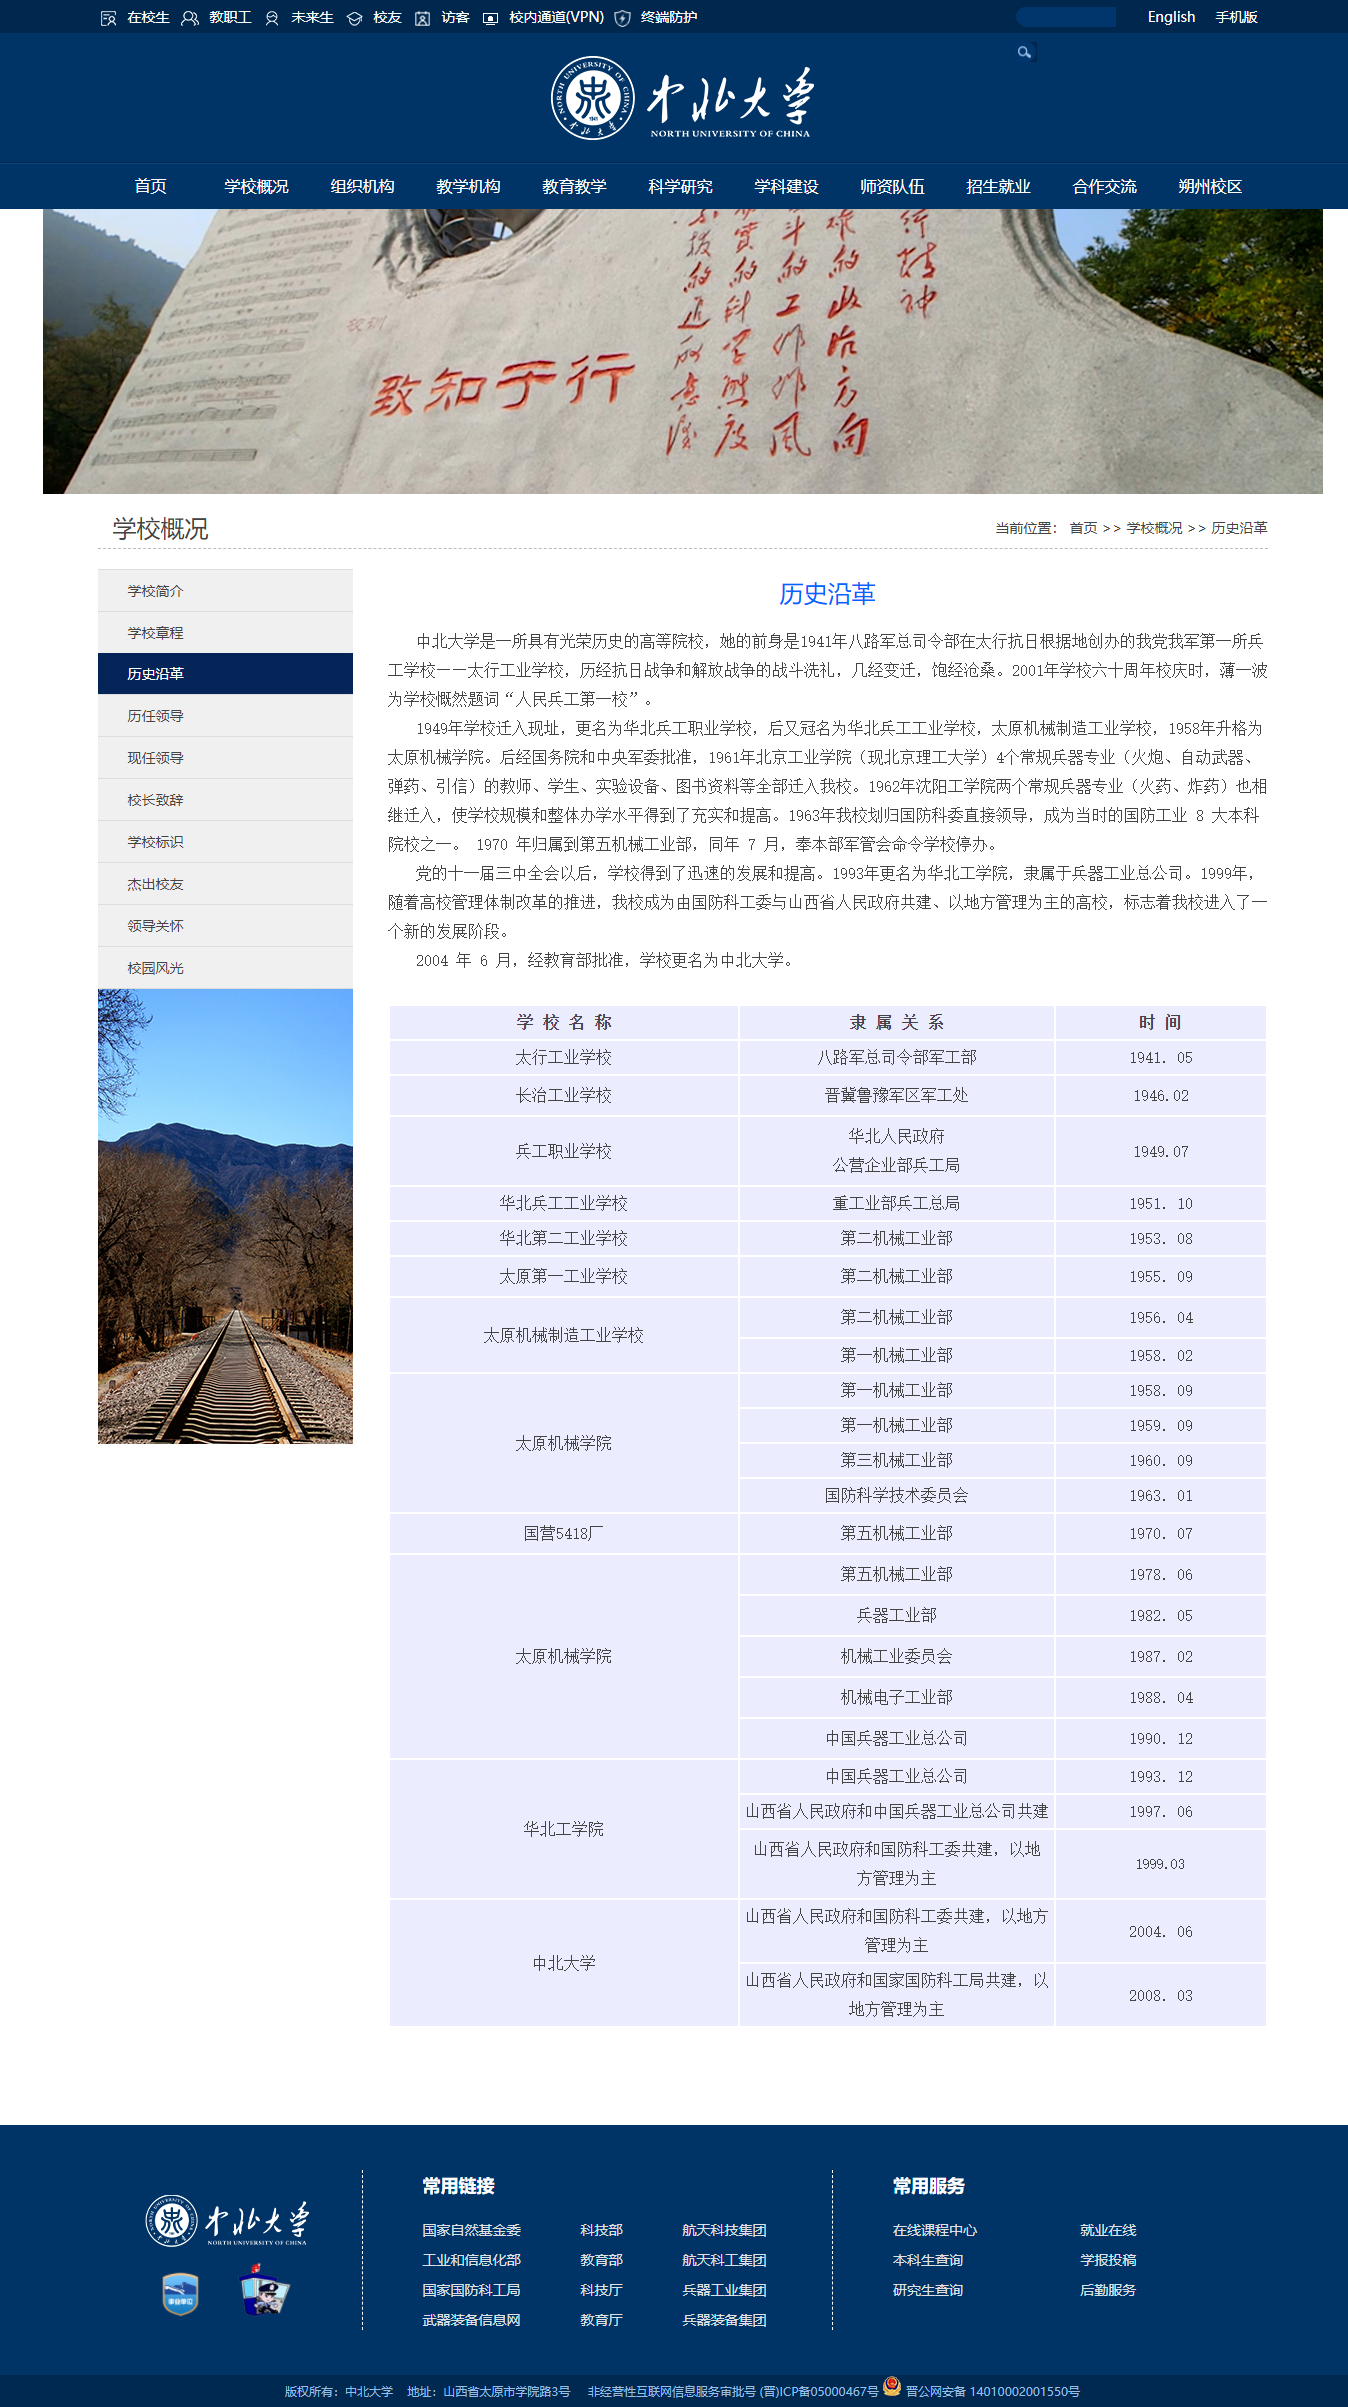 在校生 教职工 未来生 校友 访客 校内通道(VPN) 终端防护 English 手机版
中北大学
NORTH UNIVERSITY OF CHINA
首页 学校概况 组织机构 教学机构 教育教学 科学研究 学科建设 师资队伍 招生就业 合作交流 朔州校区
校训
致知于行
学校概况
当前位置： 首页 >> 学校概况 >> 历史沿革
学校简介
学校章程
历史沿革
历任领导
现任领导
校长致辞
学校标识
杰出校友
领导关怀
校园风光
历史沿革
中北大学是一所具有光荣历史的高等院校，她的前身是1941年八路军总司令部在太行抗日根据地创办的我党我军第一所兵
工学校——太行工业学校，历经抗日战争和解放战争的战斗洗礼，几经变迁，饱经沧桑。2001年学校六十周年校庆时，薄一波
为学校慨然题词“人民兵工第一校”。
1949年学校迁入现址，更名为华北兵工职业学校，后又冠名为华北兵工工业学校，太原机械制造工业学校，1958年升格为
太原机械学院。后经国务院和中央军委批准，1961年北京工业学院（现北京理工大学）4个常规兵器专业（火炮、自动武器、
弹药、引信）的教师、学生、实验设备、图书资料等全部迁入我校。1962年沈阳工学院两个常规兵器专业（火药、炸药）也相
继迁入，使学校规模和整体办学水平得到了充实和提高。1963年我校划归国防科委直接领导，成为当时的国防工业 8 大本科
院校之一。 1970 年归属到第五机械工业部，同年 7 月，奉本部军管会命令学校停办。
党的十一届三中全会以后，学校得到了迅速的发展和提高。1993年更名为华北工学院，隶属于兵器工业总公司。1999年，
随着高校管理体制改革的推进，我校成为由国防科工委与山西省人民政府共建、以地方管理为主的高校，标志着我校进入了一
个新的发展阶段。
2004 年 6 月，经教育部批准，学校更名为中北大学。
学 校 名 称 隶 属 关 系 时 间
太行工业学校 八路军总司令部军工部 1941. 05
长治工业学校 晋冀鲁豫军区军工处 1946.02
兵工职业学校 华北人民政府
公营企业部兵工局 1949.07
华北兵工工业学校 重工业部兵工总局 1951. 10
华北第二工业学校 第二机械工业部 1953. 08
太原第一工业学校 第二机械工业部 1955. 09
太原机械制造工业学校 第二机械工业部 1956. 04
第一机械工业部 1958. 02
太原机械学院 第一机械工业部 1958. 09
第一机械工业部 1959. 09
第三机械工业部 1960. 09
国防科学技术委员会 1963. 01
国营5418厂 第五机械工业部 1970. 07
太原机械学院 第五机械工业部 1978. 06
兵器工业部 1982. 05
机械工业委员会 1987. 02
机械电子工业部 1988. 04
中国兵器工业总公司 1990. 12
华北工学院 中国兵器工业总公司 1993. 12
山西省人民政府和中国兵器工业总公司共建 1997. 06
山西省人民政府和国防科工委共建，以地
方管理为主 1999.03
中北大学 山西省人民政府和国防科工委共建，以地方
管理为主 2004. 06
山西省人民政府和国家国防科工局共建，以
地方管理为主 2008. 03
中北大学
NORTH UNIVERSITY OF CHINA
事业单位
常用链接
国家自然基金委 科技部 航天科技集团
工业和信息化部 教育部 航天科工集团
国家国防科工局 科技厅 兵器工业集团
武器装备信息网 教育厅 兵器装备集团
常用服务
在线课程中心 就业在线
本科生查询 学报投稿
研究生查询 后勤服务
版权所有：中北大学 地址：山西省太原市学院路3号 非经营性互联网信息服务审批号 (晋)ICP备05000467号 晋公网安备 14010002001550号